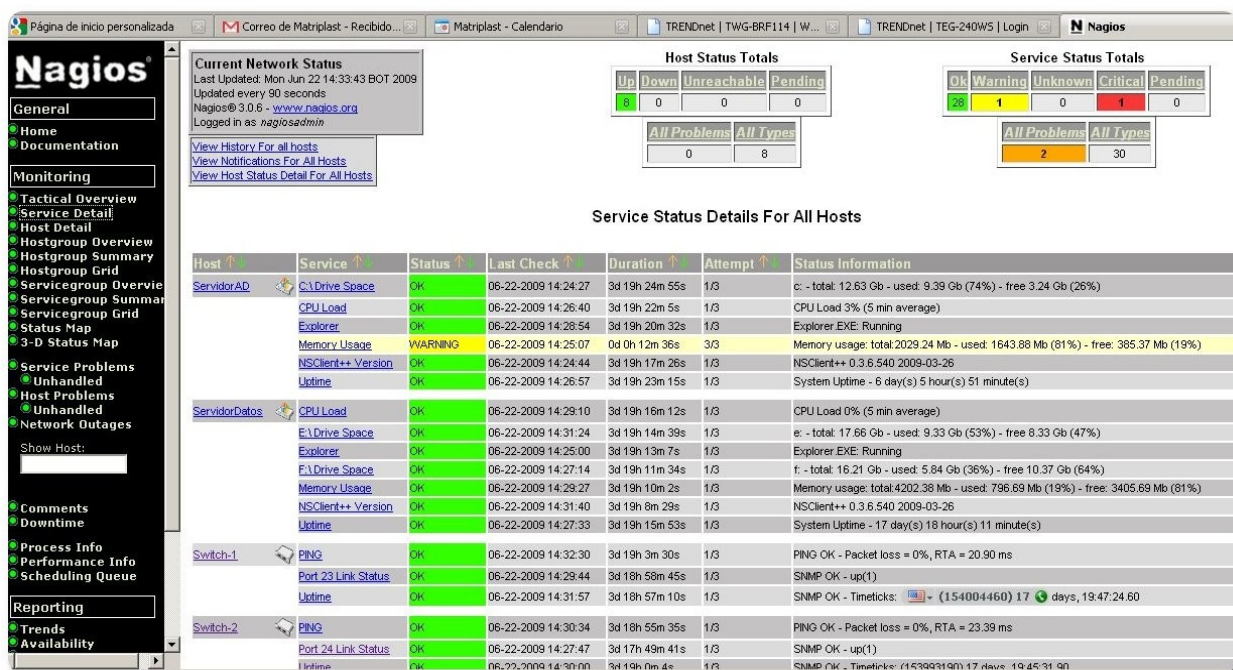 Página de inicio personalizada
Correo de Matriplast - Recibido...
Matriplast - Calendario
TRENDnet | TWG-BRF114 | W...
TRENDnet | TEG-240WS | Login
Nagios
Nagios®
General
Home
Documentation
Monitoring
Tactical Overview
Service Detail
Host Detail
Hostgroup Overview
Hostgroup Summary
Hostgroup Grid
Servicegroup Overvie
Servicegroup Summar
Servicegroup Grid
Status Map
3-D Status Map
Service Problems
Unhandled
Host Problems
Unhandled
Network Outages
Show Host:
Comments
Downtime
Process Info
Performance Info
Scheduling Queue
Reporting
Trends
Availability
Current Network Status
Last Updated: Mon Jun 22 14:33:43 BOT 2009
Updated every 90 seconds
Nagios® 3.0.6 - www.nagios.org
Logged in as nagiosadmin
View History For all hosts
View Notifications For All Hosts
View Host Status Detail For All Hosts
Host Status Totals
Up Down Unreachable Pending
8 0 0 0
All Problems All Types
0 8
Service Status Totals
Ok Warning Unknown Critical Pending
28 1 0 1 0
All Problems All Types
2 30
Service Status Details For All Hosts
Host Service Status Last Check Duration Attempt Status Information
ServidorAD C:\ Drive Space OK 06-22-2009 14:24:27 3d 19h 24m 55s 1/3 c: - total: 12.63 Gb - used: 9.39 Gb (74%) - free 3.24 Gb (26%)
CPU Load OK 06-22-2009 14:26:40 3d 19h 22m 5s 1/3 CPU Load 3% (5 min average)
Explorer OK 06-22-2009 14:28:54 3d 19h 20m 32s 1/3 Explorer.EXE: Running
Memory Usage WARNING 06-22-2009 14:25:07 0d 0h 12m 36s 3/3 Memory usage: total:2029.24 Mb - used: 1643.88 Mb (81%) - free: 385.37 Mb (19%)
NSClient++ Version OK 06-22-2009 14:24:44 3d 19h 17m 26s 1/3 NSClient++ 0.3.6.540 2009-03-26
Uptime OK 06-22-2009 14:26:57 3d 19h 23m 15s 1/3 System Uptime - 6 day(s) 5 hour(s) 51 minute(s)
ServidorDatos CPU Load OK 06-22-2009 14:29:10 3d 19h 16m 12s 1/3 CPU Load 0% (5 min average)
E:\ Drive Space OK 06-22-2009 14:31:24 3d 19h 14m 39s 1/3 e: - total: 17.66 Gb - used: 9.33 Gb (53%) - free 8.33 Gb (47%)
Explorer OK 06-22-2009 14:25:00 3d 19h 13m 7s 1/3 Explorer.EXE: Running
F:\ Drive Space OK 06-22-2009 14:27:14 3d 19h 11m 34s 1/3 f: - total: 16.21 Gb - used: 5.84 Gb (36%) - free 10.37 Gb (64%)
Memory Usage OK 06-22-2009 14:29:27 3d 19h 10m 2s 1/3 Memory usage: total:4202.38 Mb - used: 796.69 Mb (19%) - free: 3405.69 Mb (81%)
NSClient++ Version OK 06-22-2009 14:31:40 3d 19h 8m 29s 1/3 NSClient++ 0.3.6.540 2009-03-26
Uptime OK 06-22-2009 14:27:33 3d 19h 15m 53s 1/3 System Uptime - 17 day(s) 18 hour(s) 11 minute(s)
Switch-1 PING OK 06-22-2009 14:32:30 3d 19h 3m 30s 1/3 PING OK - Packet loss = 0%, RTA = 20.90 ms
Port 23 Link Status OK 06-22-2009 14:29:44 3d 18h 58m 45s 1/3 SNMP OK - up(1)
Uptime OK 06-22-2009 14:31:57 3d 18h 57m 10s 1/3 SNMP OK - Timeticks: (154004460) 17 days, 19:47:24.60
Switch-2 PING OK 06-22-2009 14:30:34 3d 18h 55m 35s 1/3 PING OK - Packet loss = 0%, RTA = 23.39 ms
Port 24 Link Status OK 06-22-2009 14:27:47 3d 17h 49m 41s 1/3 SNMP OK - up(1)
Uptime OK 06-22-2009 14:30:00 3d 19h 0m 4s 1/3 SNMP OK - Timeticks: (153993190) 17 days, 19:45:31.90